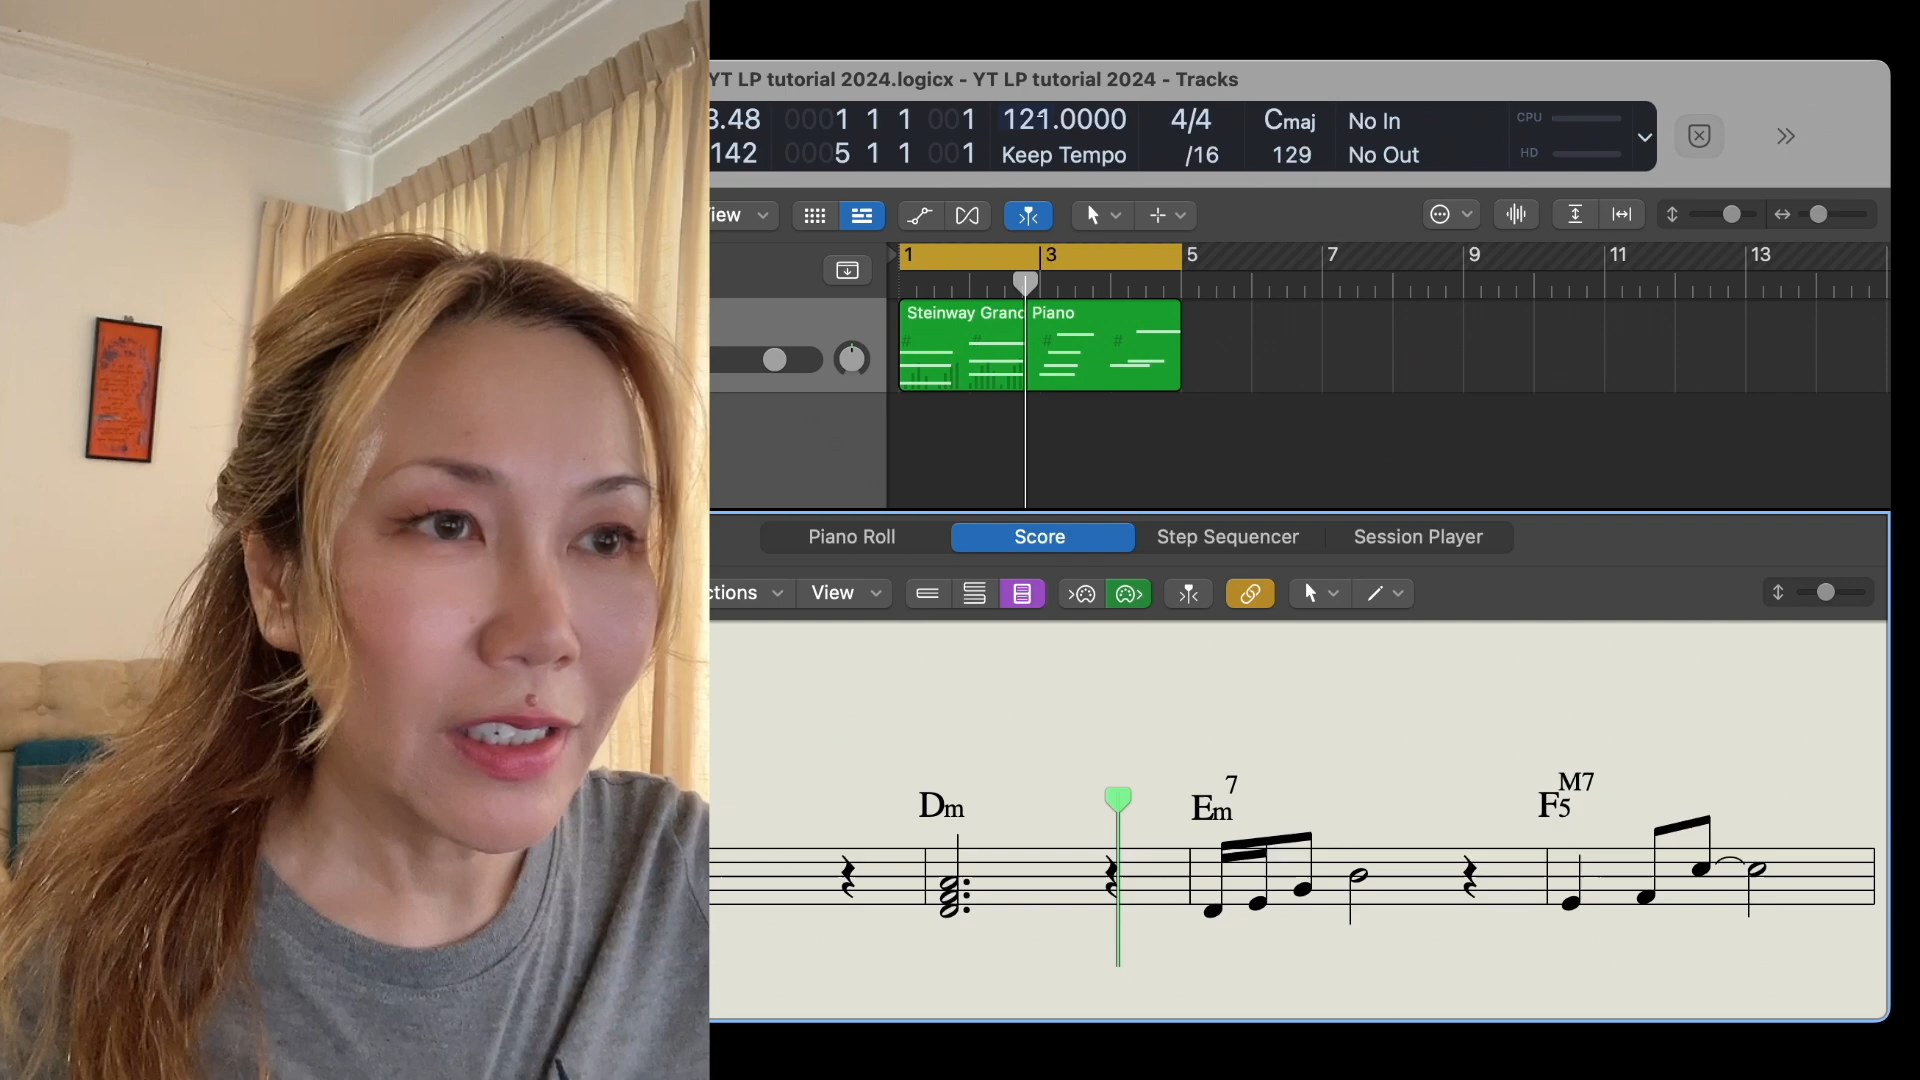 YT LP tutorial 2024.logicx - YT LP tutorial 2024 - Tracks
3.48 0001 1 1 001 121.0000 4/4 Cmaj No In CPU
142 0005 1 1 001 Keep Tempo /16 129 No Out HD
iew
1 3 5 7 9 11 13
Steinway Grand Piano
Piano Roll Score Step Sequencer Session Player
ctions View
Dm Em7 F5M7